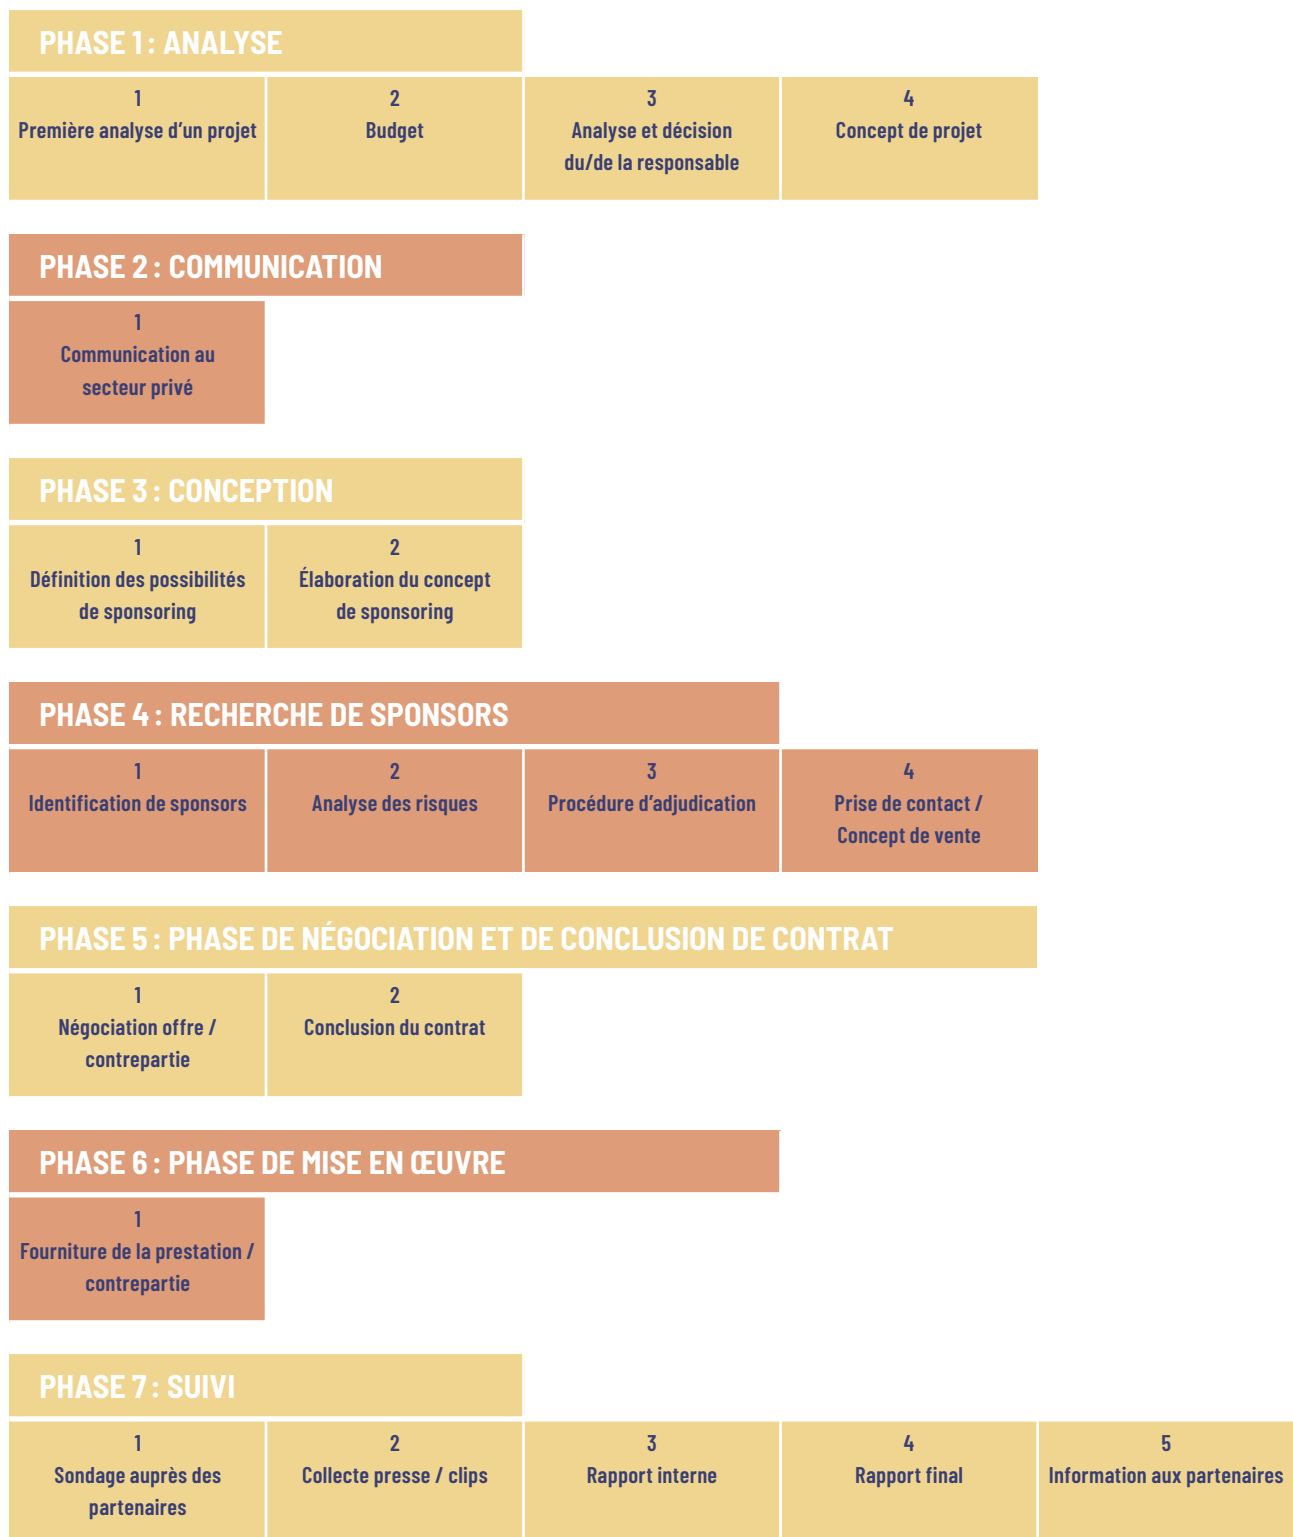 PHASE 1 : ANALYSE
1
Première analyse d’un projet
2
Budget
3
Analyse et décision
du/de la responsable
4
Concept de projet
PHASE 2 : COMMUNICATION
1
Communication au
secteur privé
PHASE 3 : CONCEPTION
1
Définition des possibilités
de sponsoring
2
Élaboration du concept
de sponsoring
PHASE 4 : RECHERCHE DE SPONSORS
1
Identification de sponsors
2
Analyse des risques
3
Procédure d’adjudication
4
Prise de contact /
Concept de vente
PHASE 5 : PHASE DE NÉGOCIATION ET DE CONCLUSION DE CONTRAT
1
Négociation offre /
contrepartie
2
Conclusion du contrat
PHASE 6 : PHASE DE MISE EN ŒUVRE
1
Fourniture de la prestation /
contrepartie
PHASE 7 : SUIVI
1
Sondage auprès des
partenaires
2
Collecte presse / clips
3
Rapport interne
4
Rapport final
5
Information aux partenaires